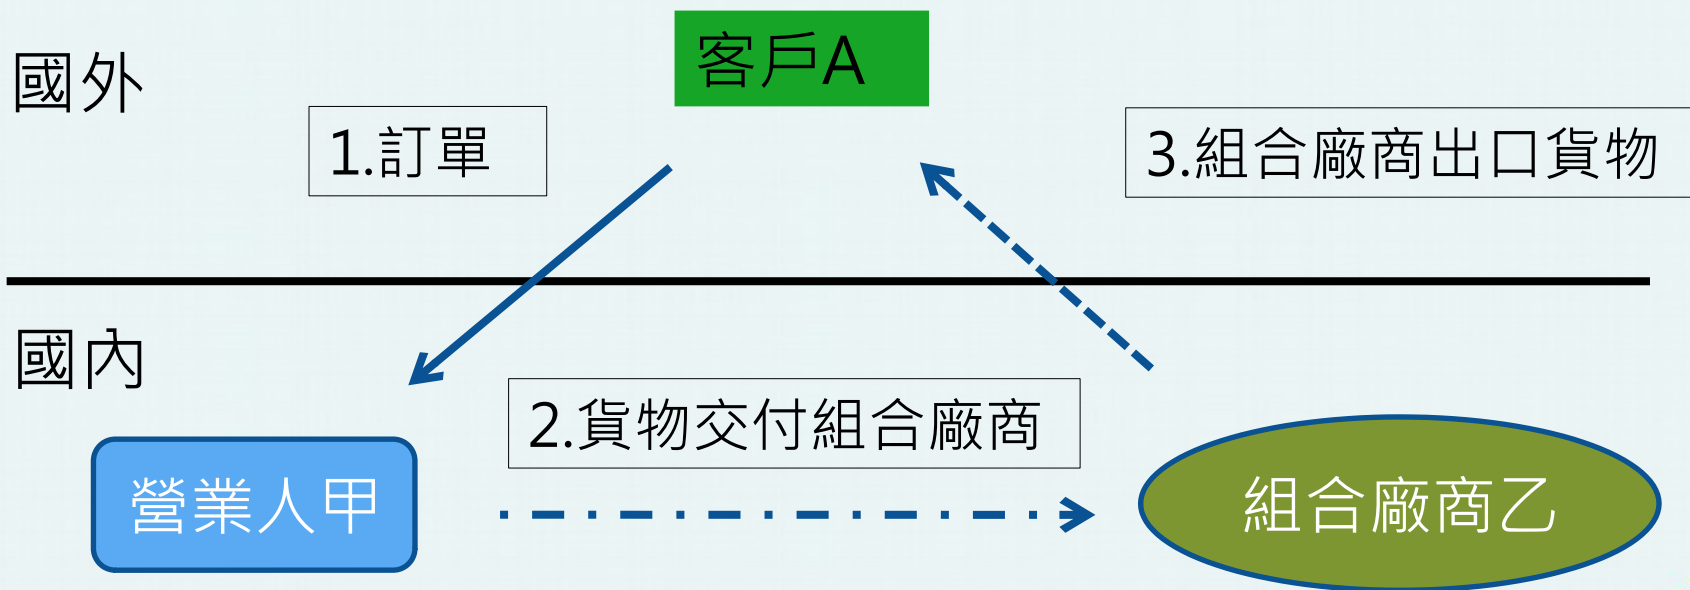 客戶A
國外
1.訂單
3.組合廠商出口貨物
國內
2.貨物交付組合廠商
營業人甲
組合廠商乙